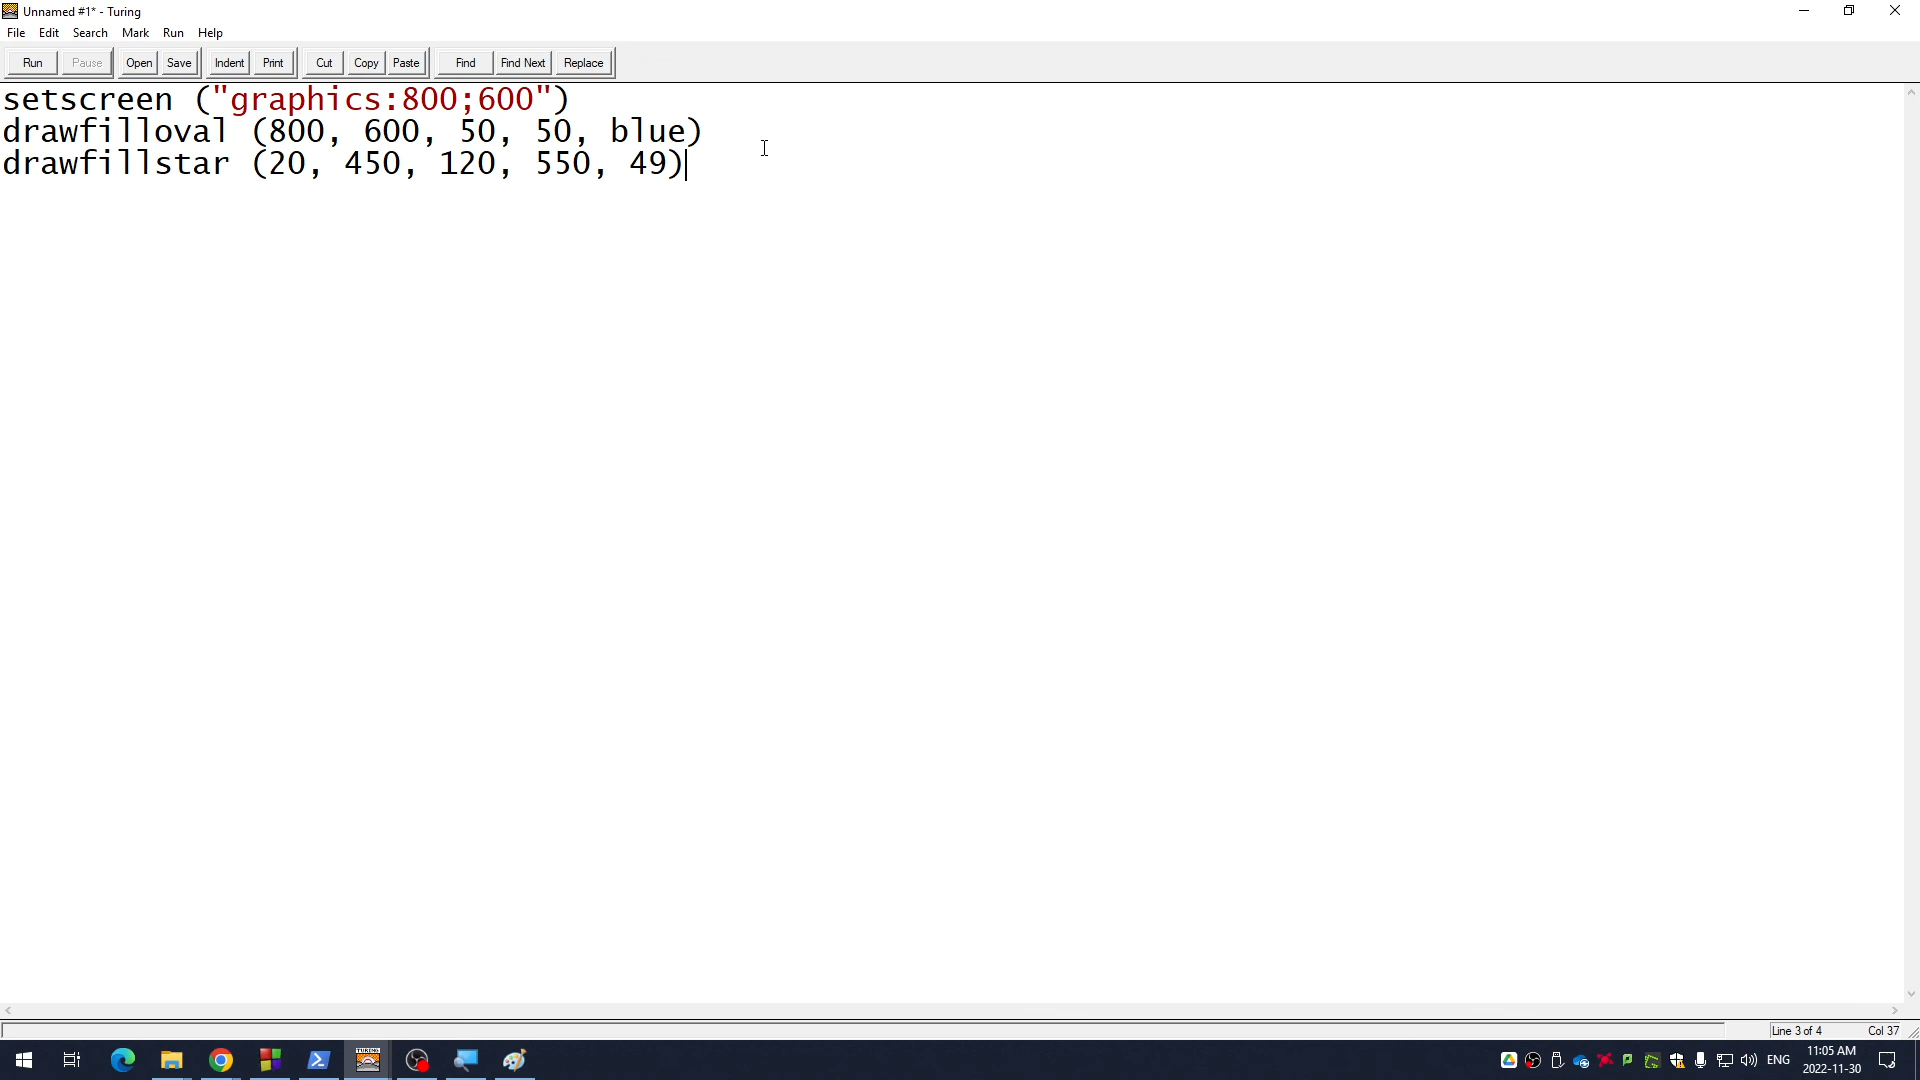 Unnamed #1* - Turing
File Edit Search Mark Run Help
Run Pause Open Save Indent Print Cut Copy Paste Find Find Next Replace
setscreen ("graphics:800;600")
drawfilloval (800, 600, 50, 50, blue)
drawfillstar (20, 450, 120, 550, 49)
Line 3 of 4 Col 37
TURING
ENG
11:05 AM
2022-11-30